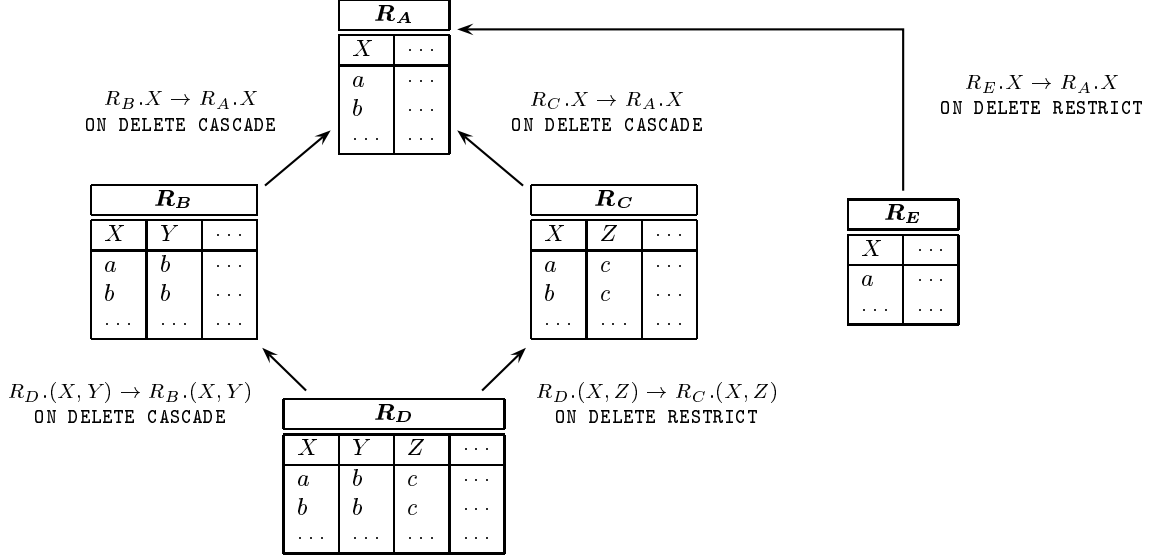 R_A
X ⋯
a ⋯
b ⋯
⋯ ⋯
R_B.X → R_A.X
ON DELETE CASCADE
R_C.X → R_A.X
ON DELETE CASCADE
R_E.X → R_A.X
ON DELETE RESTRICT
R_B
X Y ⋯
a b ⋯
b b ⋯
⋯ ⋯ ⋯
R_C
X Z ⋯
a c ⋯
b c ⋯
⋯ ⋯ ⋯
R_E
X ⋯
a ⋯
⋯ ⋯
R_D.(X, Y) → R_B.(X, Y)
ON DELETE CASCADE
R_D.(X, Z) → R_C.(X, Z)
ON DELETE RESTRICT
R_D
X Y Z ⋯
a b c ⋯
b b c ⋯
⋯ ⋯ ⋯ ⋯